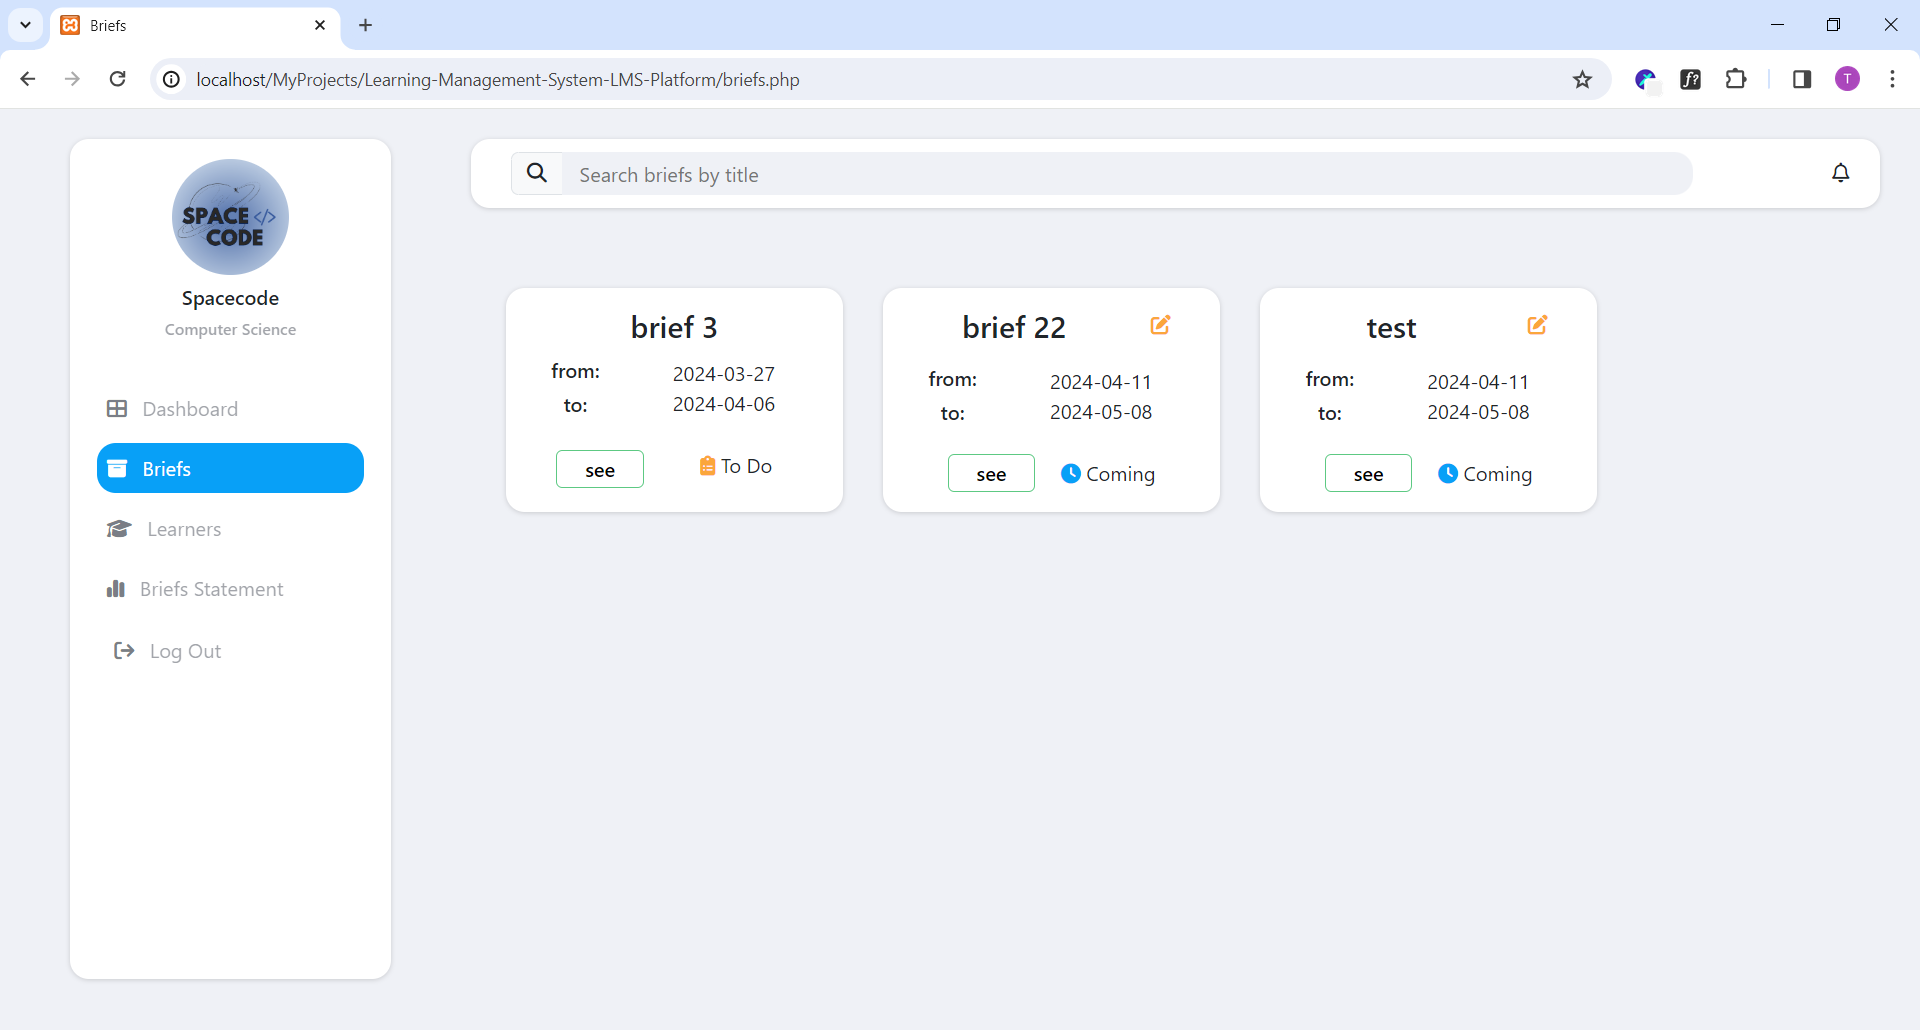 Briefs
localhost/MyProjects/Learning-Management-System-LMS-Platform/briefs.php
f?
T
SPACE </>
CODE
Spacecode
Computer Science
Dashboard
Briefs
Learners
Briefs Statement
Log Out
Search briefs by title
brief 3
from: 2024-03-27
to: 2024-04-06
see To Do
brief 22
from: 2024-04-11
to: 2024-05-08
see Coming
test
from: 2024-04-11
to: 2024-05-08
see Coming